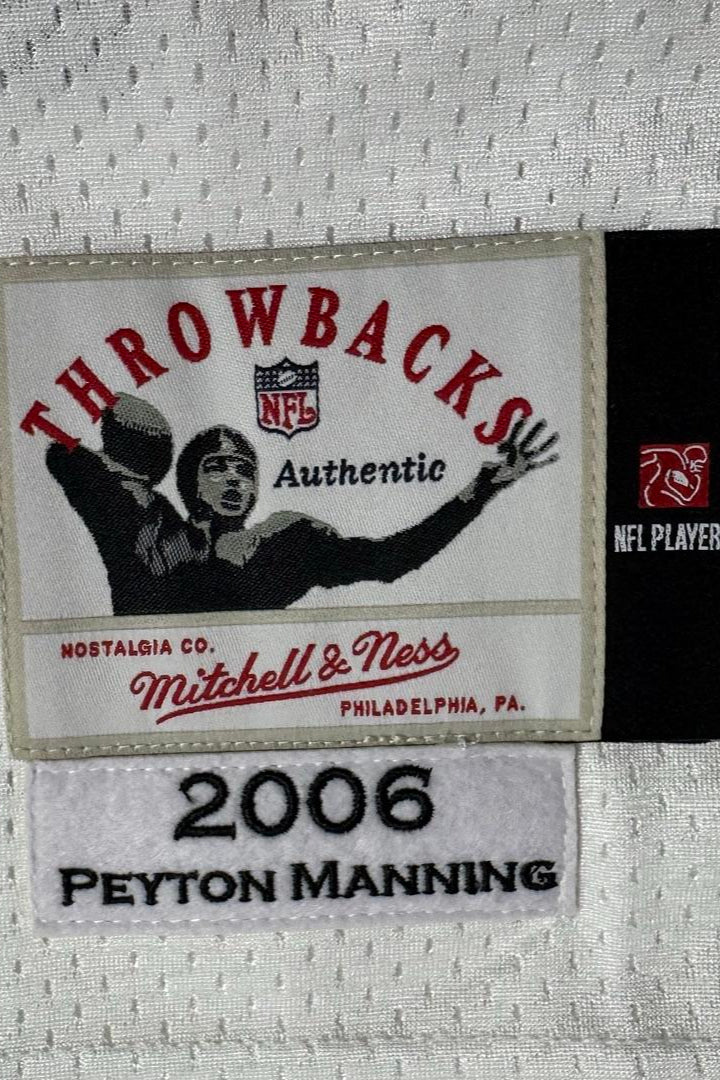 THROWBACKS
NFL
Authentic
NFL PLAYER
NOSTALGIA CO.
Mitchell & Ness
PHILADELPHIA, PA.
2006
PEYTON MANNING